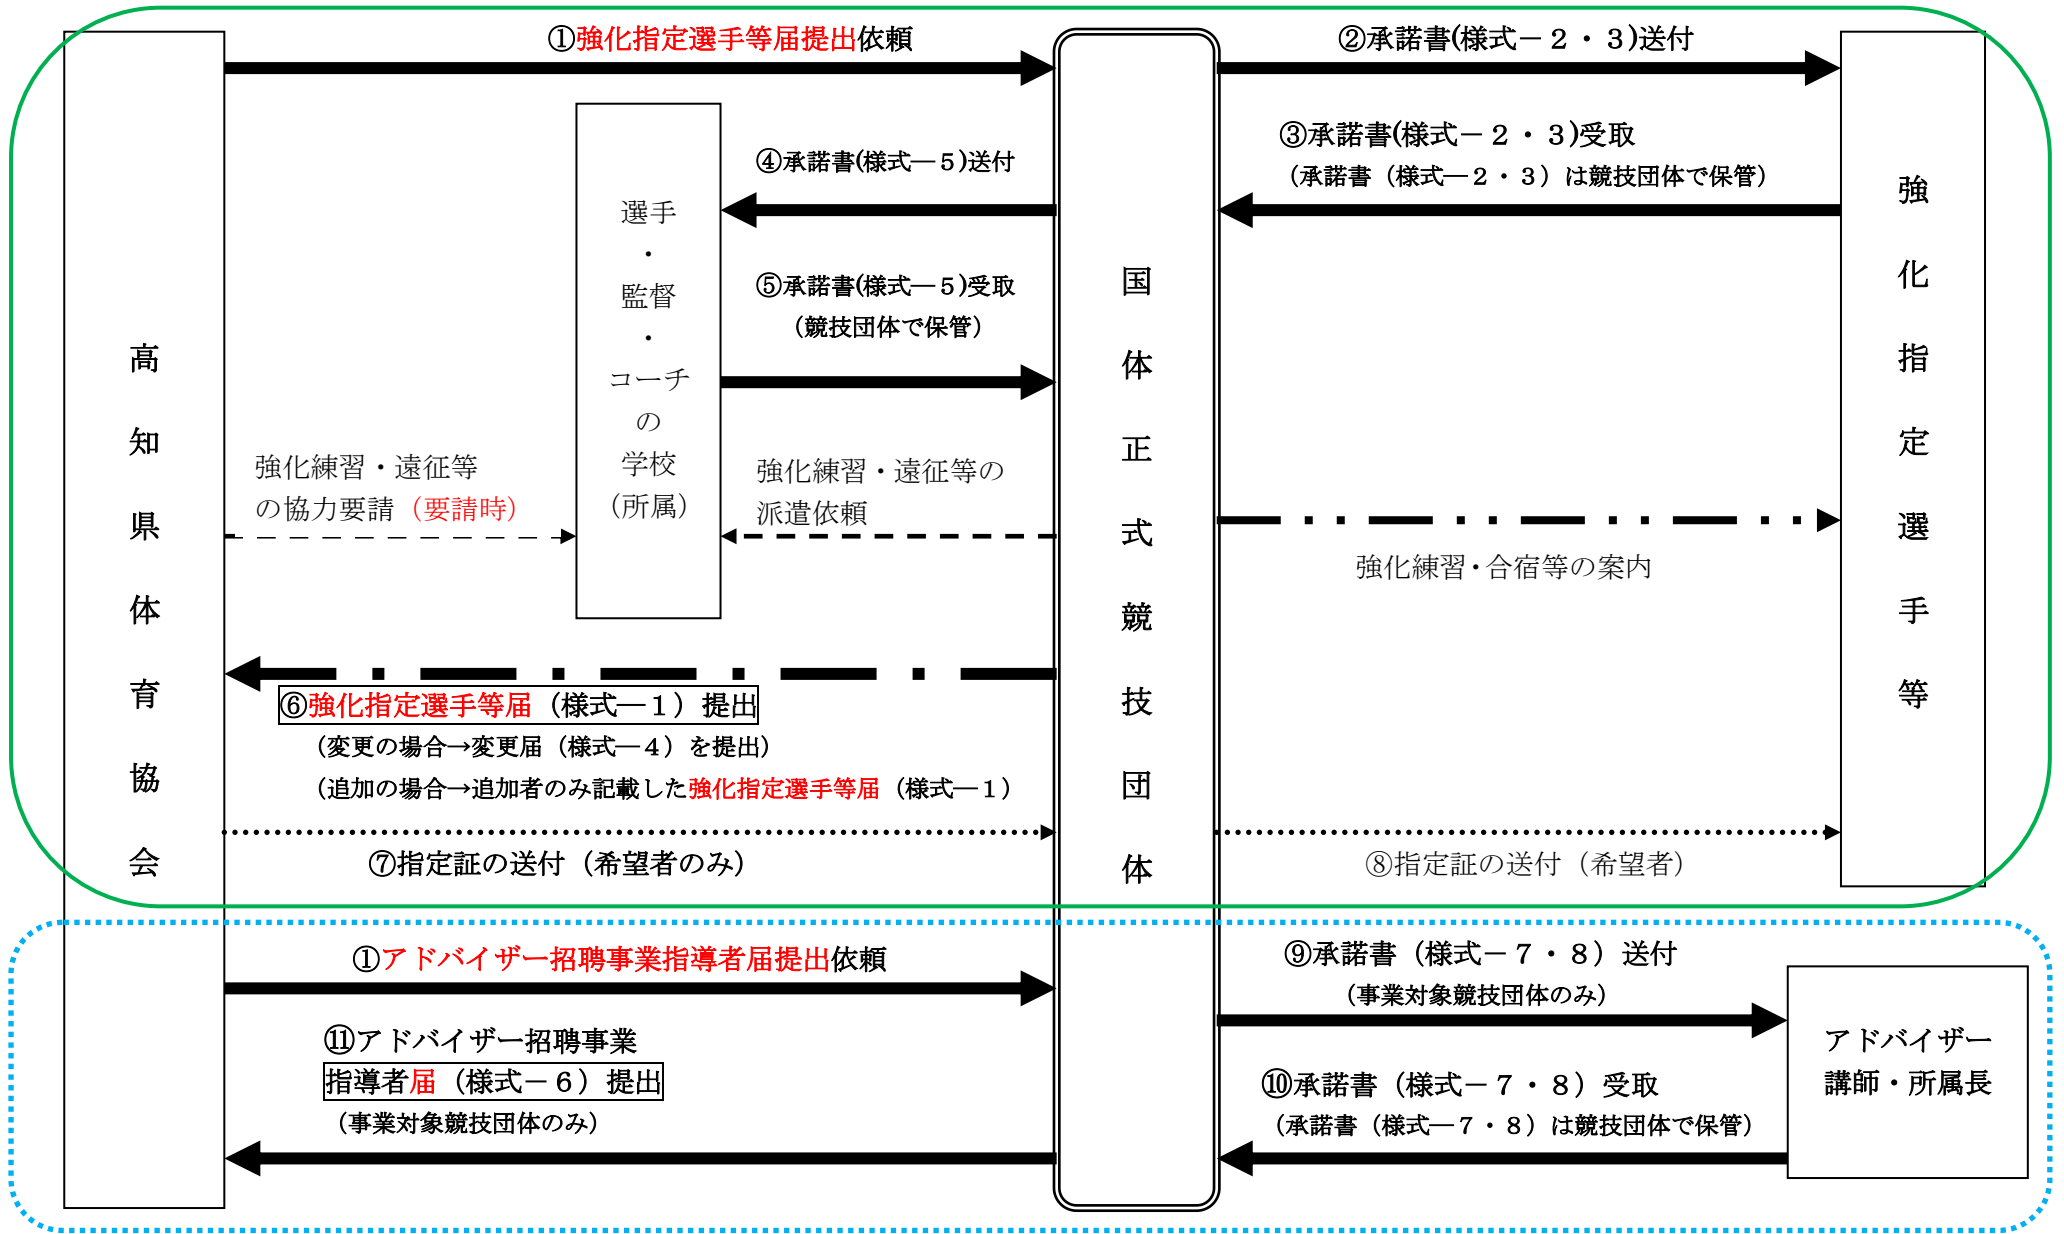 ①強化指定選手等届提出依頼
②承諾書(様式－２・３)送付
③承諾書(様式－２・３)受取
（承諾書（様式―２・３）は競技団体で保管）
④承諾書(様式―５)送付
⑤承諾書(様式―５)受取
（競技団体で保管）
選手
・
監督
・
コーチ
の
学校
（所属）
高知県体育協会
国体正式競技団体
強化指定選手等
強化練習・遠征等
の協力要請（要請時）
強化練習・遠征等の
派遣依頼
強化練習・合宿等の案内
⑥強化指定選手等届（様式―１）提出
（変更の場合→変更届（様式―４）を提出）
（追加の場合→追加者のみ記載した強化指定選手等届（様式―１）
⑦指定証の送付（希望者のみ）
⑧指定証の送付（希望者）
①アドバイザー招聘事業指導者届提出依頼
⑨承諾書（様式－７・８）送付
（事業対象競技団体のみ）
⑪アドバイザー招聘事業
指導者届（様式－６）提出
（事業対象競技団体のみ）
⑩承諾書（様式－７・８）受取
（承諾書（様式―７・８）は競技団体で保管）
アドバイザー
講師・所属長